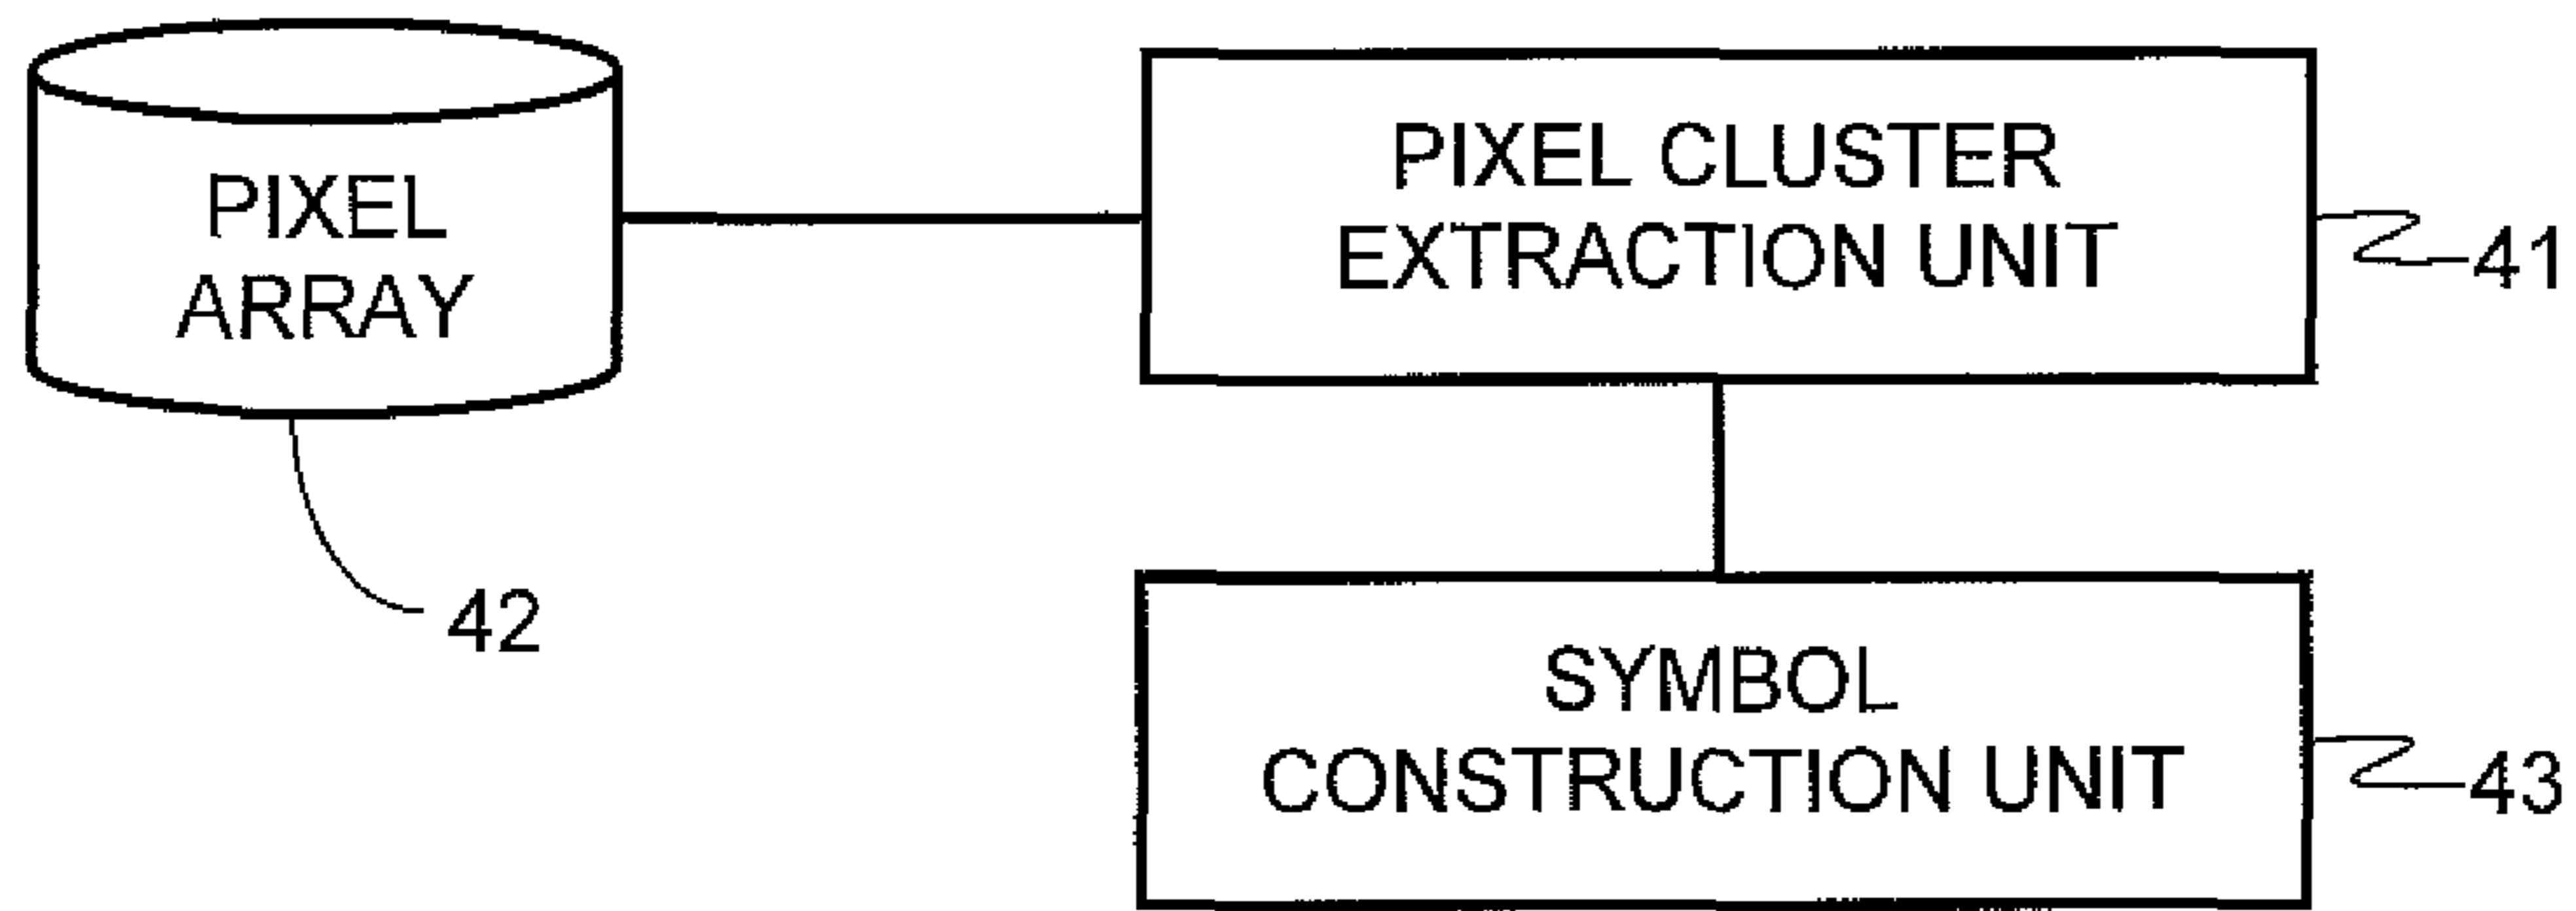 PIXEL
ARRAY
42
PIXEL CLUSTER
EXTRACTION UNIT
41
SYMBOL
CONSTRUCTION UNIT
43